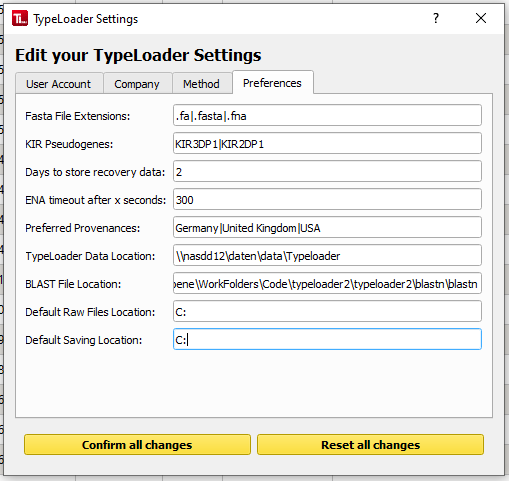 Ti... TypeLoader Settings ? ×
Edit your TypeLoader Settings
User Account Company Method Preferences
Fasta File Extensions: .fa|.fasta|.fna
KIR Pseudogenes: KIR3DP1|KIR2DP1
Days to store recovery data: 2
ENA timeout after x seconds: 300
Preferred Provenances: Germany|United Kingdom|USA
TypeLoader Data Location: \\nasdd12\daten\data\Typeloader
BLAST File Location: pene\WorkFolders\Code\typeloader2\typeloader2\blastn\blastn
Default Raw Files Location: C:
Default Saving Location: C:
Confirm all changes Reset all changes